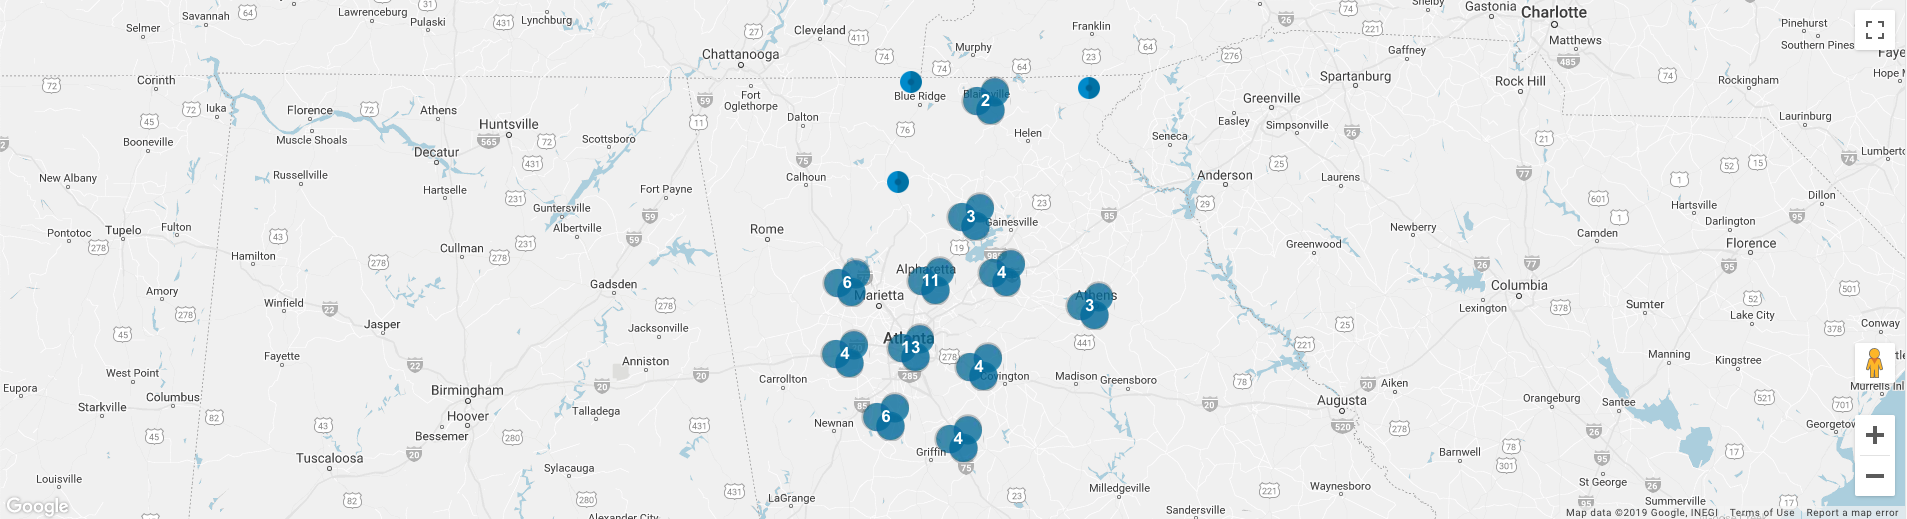 Savannah
64
Lawrenceburg
Pulaski
431
Lynchburg
64
Selmer
Cleveland
411
27
Chattanooga
Murphy
Franklin
74
64
74
23
64
74
26
221
Shelby
Gastonia
Charlotte
Pinehurst
Matthews
Southern Pines
Faye
485
Gaffney
276
Corinth
72
Iuka
Florence
72
Athens
Fort
Oglethorpe
59
Blue Ridge
2
Spartanburg
Rock Hill
Rockingham
Hope M
74
Greenville
Easley
Simpsonville
26
Laurinburg
Huntsville
11
Dalton
76
Helen
Seneca
21
45
Booneville
72
Muscle Shoals
565
72
Scottsboro
Decatur
431
75
25
Lumberto
15
52
74
77
New Albany
Russellville
Hartselle
231
Fort Payne
Calhoun
Anderson
Laurens
1
Hartsville
Dillon
Guntersville
59
3
23
85
29
Gainesville
601
Darlington
95
Pontotoc
Tupelo
Fulton
278
43
Albertville
Cullman
231
59
Rome
19
985
Newberry
Camden
Greenwood
Florence
Hamilton
278
278
26
20
95
Gadsden
6
Alpharetta
11
4
Athens
3
Marietta
Amory
Winfield
Columbia
Lexington
378
Sumter
52
Lake City
301
45
43
Jasper
278
Jacksonville
Atlanta
13
4
278
285
441
25
221
378
Conway
Fayette
22
Anniston
4
Covington
Madison
Greensboro
78
Manning
Kingstree
Eupora
West Point
Birmingham
20
20
Carrollton
20
Aiken
Murrells Inl
Starkville
Columbus
82
Hoover
Talladega
85
6
Augusta
Orangeburg
Santee
701
45
43
Bessemer
280
431
Newnan
4
Griffin
520
278
78
17
Georgetow
Tuscaloosa
20
75
Barnwell
301
95
26
Louisville
82
Sylacauga
280
431
LaGrange
23
Milledgeville
221
Waynesboro
St George
Summerville
Alexander City
Sandersville
Google
Map data ©2019 Google, INEGI
Terms of Use
Report a map error